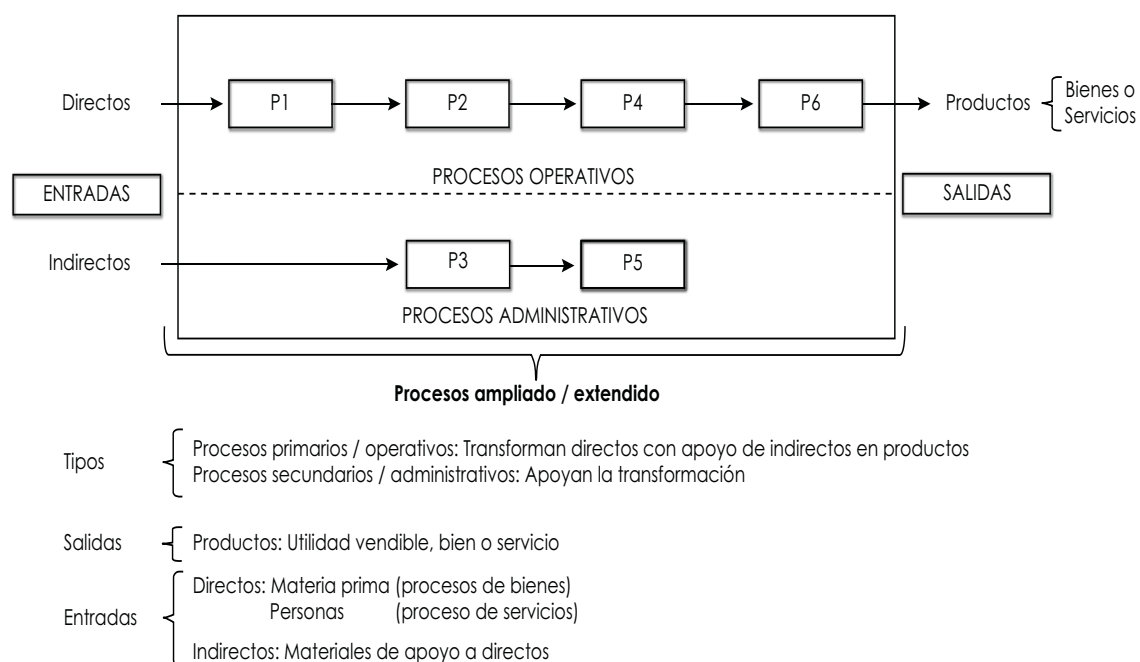 Directos
P1
P2
P4
P6
Productos
Bienes o
Servicios
PROCESOS OPERATIVOS
ENTRADAS
SALIDAS
Indirectos
P3
P5
PROCESOS ADMINISTRATIVOS
Procesos ampliado / extendido
Tipos
Procesos primarios / operativos: Transforman directos con apoyo de indirectos en productos
Procesos secundarios / administrativos: Apoyan la transformación
Salidas
Productos: Utilidad vendible, bien o servicio
Entradas
Directos: Materia prima (procesos de bienes)
Personas (proceso de servicios)
Indirectos: Materiales de apoyo a directos